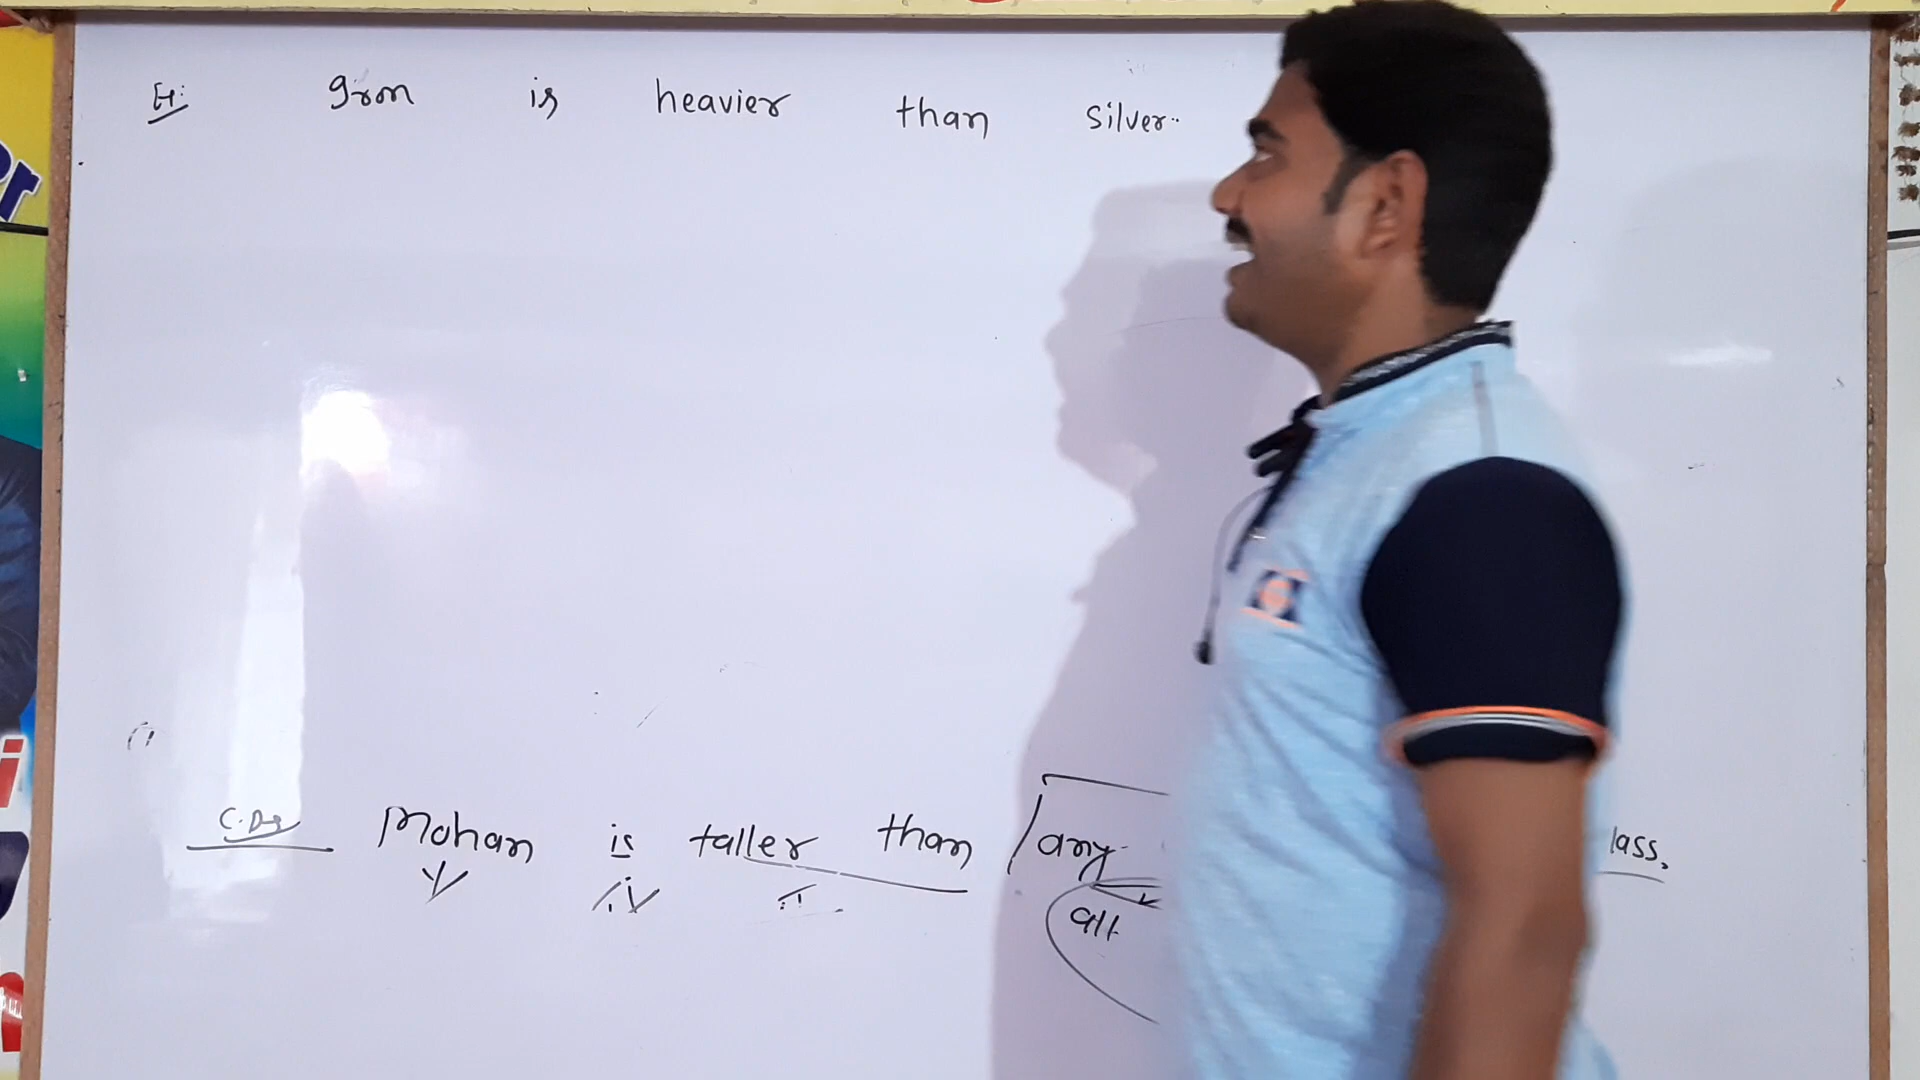 Ex: Iron is heavier than silver.
C.Deg Mohan is taller than any lass.
all